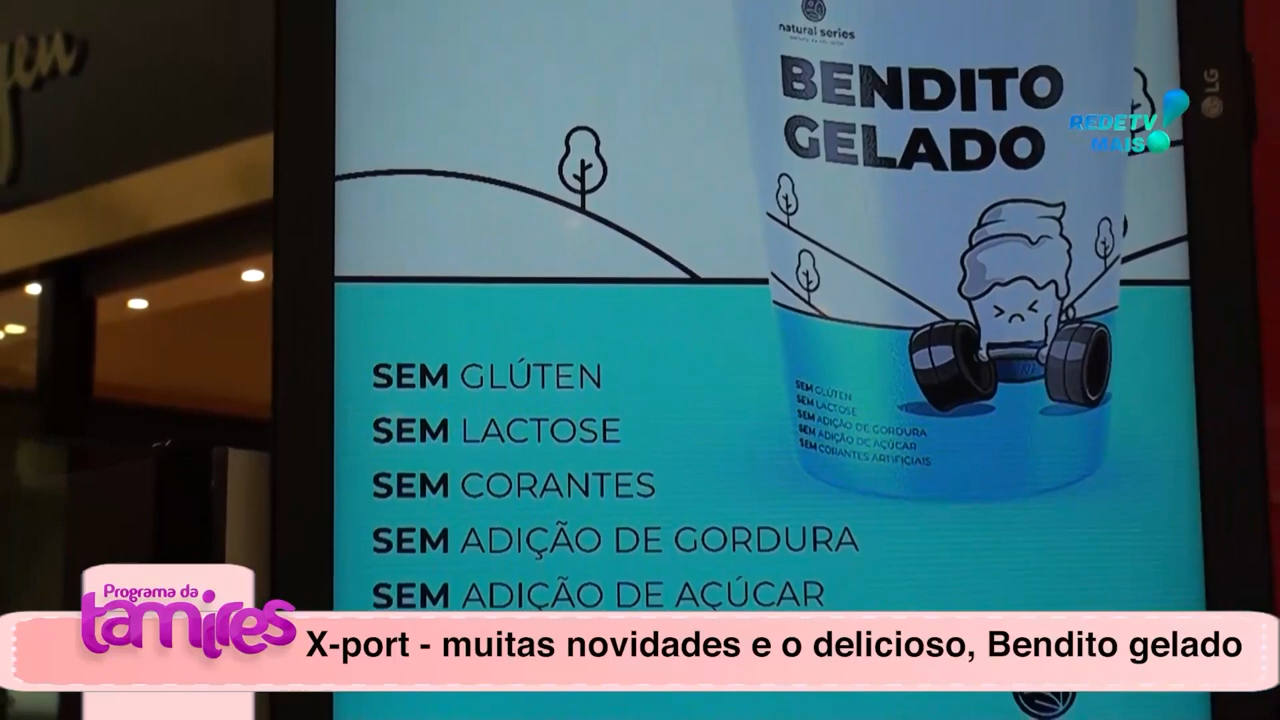 natural series
BENDITO
GELADO
LG
REDETV
MAIS
SEM GLÚTEN
SEM LACTOSE
SEM CORANTES
SEM ADIÇÃO DE GORDURA
SEM ADIÇÃO DE AÇÚCAR
SEM GLÚTEN
SEM LACTOSE
SEM ADIÇÃO DE GORDURA
SEM ADIÇÃO DE AÇÚCAR
SEM CORANTES ARTIFICIAIS
Programa da
tamires
X-port - muitas novidades e o delicioso, Bendito gelado